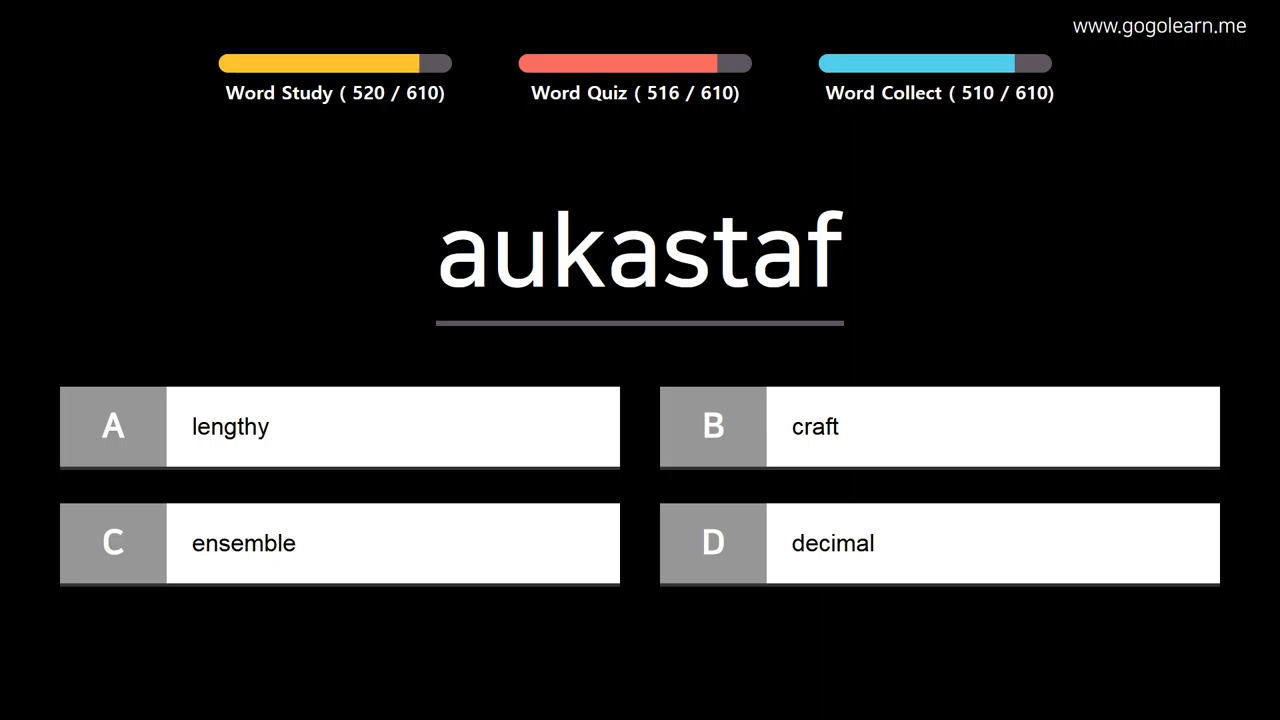 www.gogolearn.me
Word Study ( 520 / 610)
Word Quiz ( 516 / 610)
Word Collect ( 510 / 610)
aukastaf
A lengthy
B craft
C ensemble
D decimal